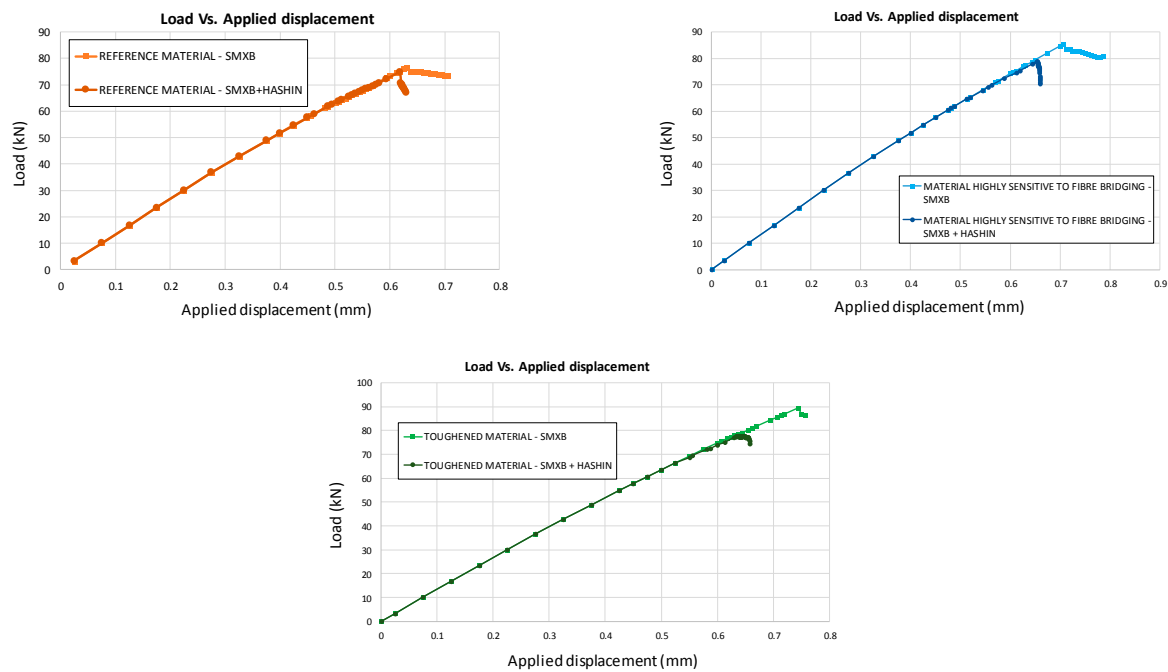 Load Vs. Applied displacement
90
80
70
60
50
40
30
20
10
0
Load (kN)
REFERENCE MATERIAL - SMXB
REFERENCE MATERIAL - SMXB+HASHIN
0 0.1 0.2 0.3 0.4 0.5 0.6 0.7 0.8
Applied displacement (mm)
Load Vs. Applied displacement
90
80
70
60
50
40
30
20
10
0
Load (kN)
MATERIAL HIGHLY SENSITIVE TO FIBRE BRIDGING -
SMXB
MATERIAL HIGHLY SENSITIVE TO FIBRE BRIDGING -
SMXB + HASHIN
0 0.1 0.2 0.3 0.4 0.5 0.6 0.7 0.8 0.9
Applied displacement (mm)
Load Vs. Applied displacement
100
90
80
70
60
50
40
30
20
10
0
Load (kN)
TOUGHENED MATERIAL - SMXB
TOUGHENED MATERIAL - SMXB + HASHIN
0 0.1 0.2 0.3 0.4 0.5 0.6 0.7 0.8
Applied displacement (mm)